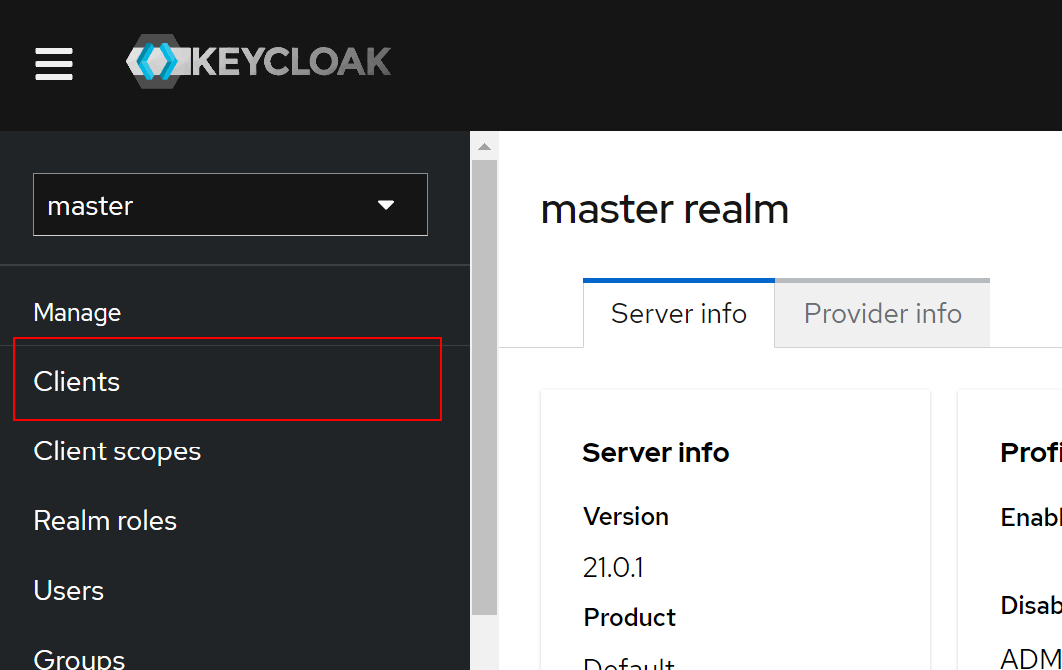 KEYCLOAK
master
Manage
Clients
Client scopes
Realm roles
Users
Groups
master realm
Server info
Provider info
Server info
Version
21.0.1
Product
Default
Profi
Enabl
Disab
ADM